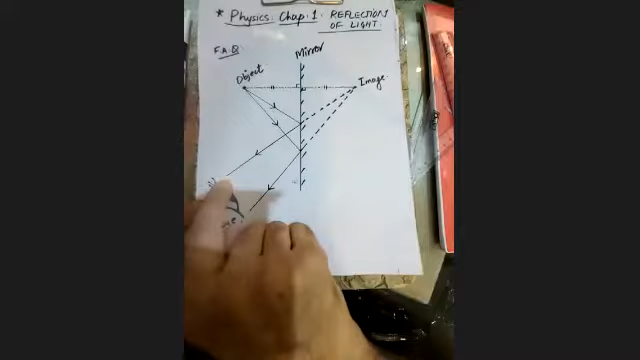 * Physics: Chap: 1 : REFLECTION
OF LIGHT.
F.A.Q
Mirror
Object
Image